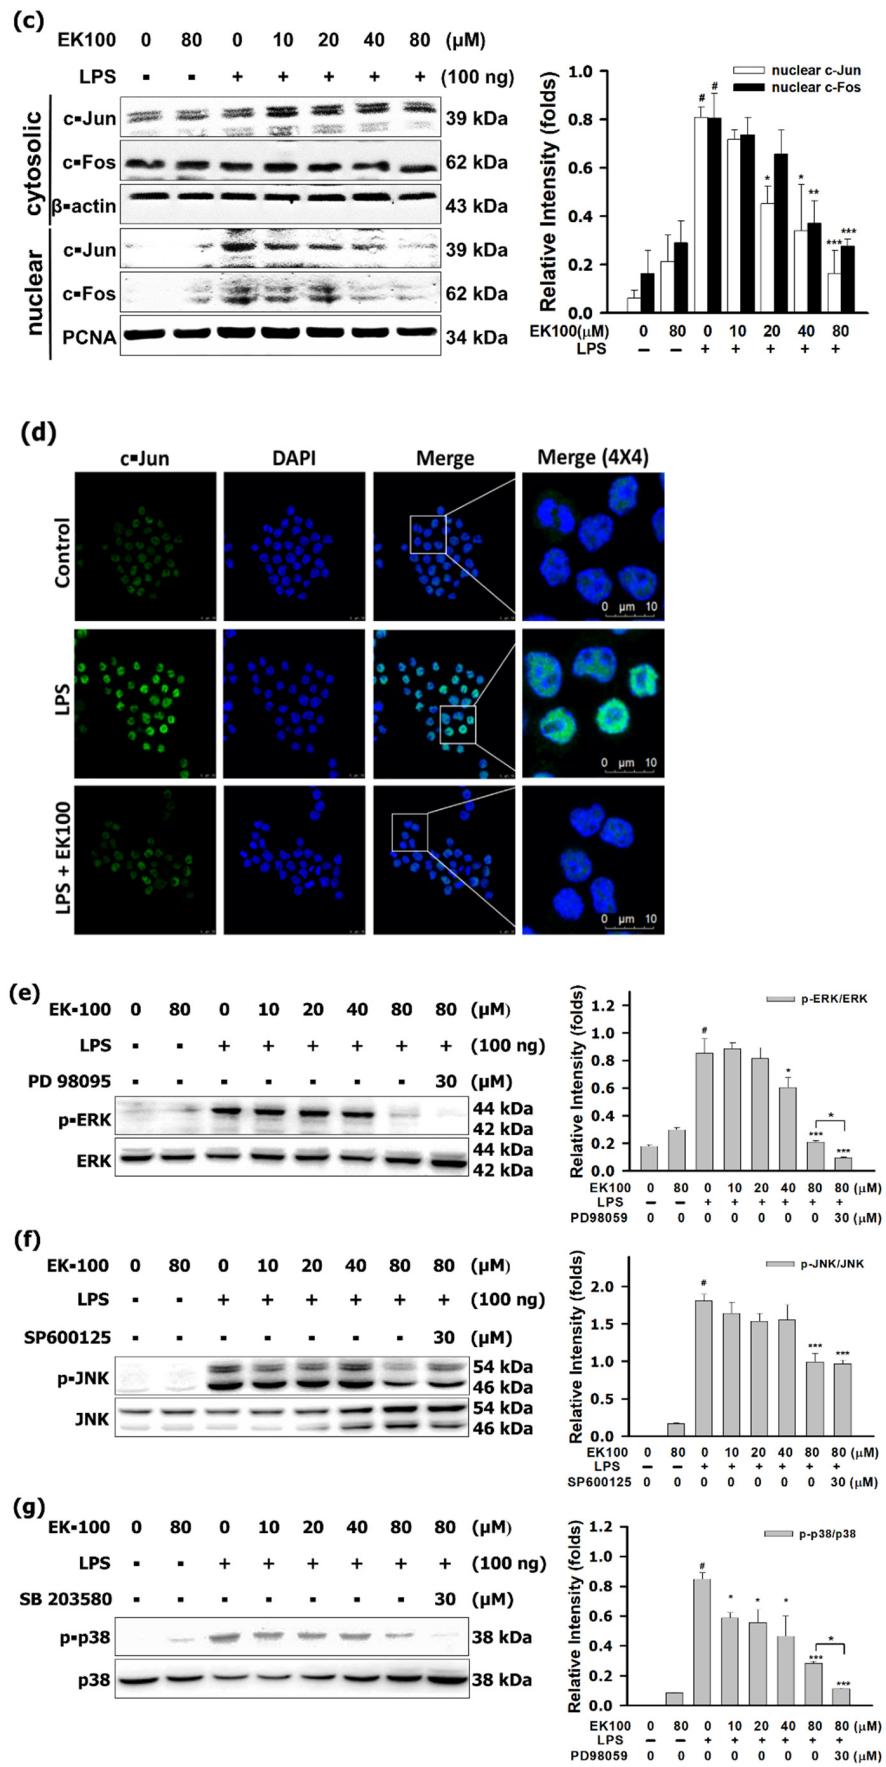 (c)
EK100 0 80 0 10 20 40 80 (µM)
LPS - - + + + + + (100 ng)
cytosolic
c-Jun 39 kDa
c-Fos 62 kDa
β-actin 43 kDa
nuclear
c-Jun 39 kDa
c-Fos 62 kDa
PCNA 34 kDa
nuclear c-Jun
nuclear c-Fos
Relative Intensity (folds)
1.0
0.8
0.6
0.4
0.2
0.0
# #
* * **
*** ***
EK100(µM) 0 80 0 10 20 40 80
LPS − − + + + + +
(d)
c-Jun DAPI Merge Merge (4X4)
Control
0 µm 10
LPS
0 µm 10
LPS + EK100
0 µm 10
(e)
EK-100 0 80 0 10 20 40 80 80 (µM)
LPS - - + + + + + + (100 ng)
PD 98095 - - - - - - - 30 (µM)
p-ERK 44 kDa
42 kDa
ERK 44 kDa
42 kDa
p-ERK/ERK
Relative Intensity (folds)
1.2
1.0
0.8
0.6
0.4
0.2
0.0
# * *** * ***
EK100 0 80 0 10 20 40 80 80 (µM)
LPS − − + + + + + +
PD98059 0 0 0 0 0 0 0 30 (µM)
(f)
EK-100 0 80 0 10 20 40 80 80 (µM)
LPS - - + + + + + + (100 ng)
SP600125 - - - - - - - 30 (µM)
p-JNK 54 kDa
46 kDa
JNK 54 kDa
46 kDa
p-JNK/JNK
Relative Intensity (folds)
2.0
1.5
1.0
0.5
0.0
# *** ***
EK100 0 80 0 10 20 40 80 80 (µM)
LPS − − + + + + + +
SP600125 0 0 0 0 0 0 0 30 (µM)
(g)
EK-100 0 80 0 10 20 40 80 80 (µM)
LPS - - + + + + + + (100 ng)
SB 203580 - - - - - - - 30 (µM)
p-p38 38 kDa
p38 38 kDa
p-p38/p38
Relative Intensity (folds)
1.2
1.0
0.8
0.6
0.4
0.2
0.0
# * * * *** * ***
EK100 0 80 0 10 20 40 80 80 (µM)
LPS − − + + + + + +
PD98059 0 0 0 0 0 0 0 30 (µM)